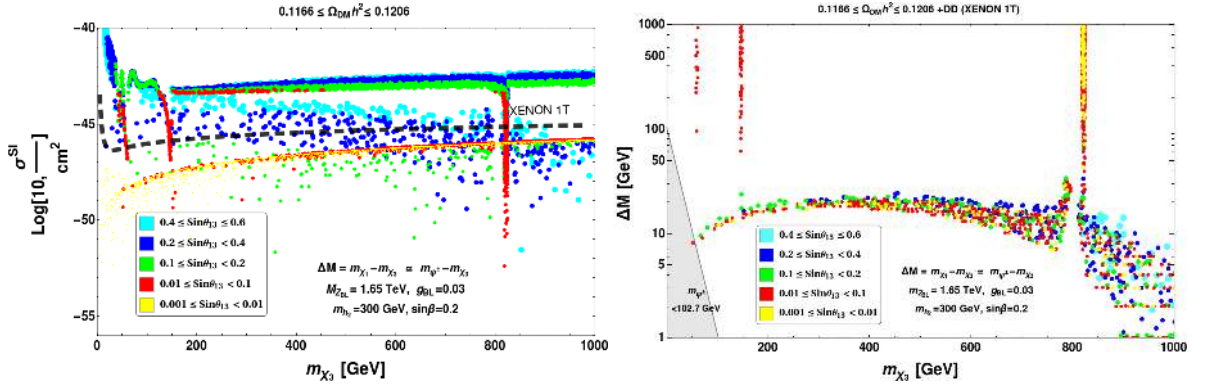 0.1166 ≤ Ω_DM h² ≤ 0.1206
Log[10, σ^SI/cm²]
-40
-45
-50
-55
XENON 1T
0.4 ≤ Sinθ₁₃ ≤ 0.6
0.2 ≤ Sinθ₁₃ < 0.4
0.1 ≤ Sinθ₁₃ < 0.2
0.01 ≤ Sinθ₁₃ < 0.1
0.001 ≤ Sinθ₁₃ < 0.01
ΔM = m_χ₁ − m_χ₃ ≃ m_ψ± − m_χ₃
M_Z_BL = 1.65 TeV, g_BL=0.03
m_h₂ =300 GeV, sinβ=0.2
0 200 400 600 800 1000
m_χ₃ [GeV]
0.1166 ≤ Ω_DM h² ≤ 0.1206 +DD (XENON 1T)
ΔM [GeV]
1000
500
100
50
10
5
1
m_ψ±
<102.7 GeV
0.4 ≤ Sinθ₁₃ ≤ 0.6
0.2 ≤ Sinθ₁₃ < 0.4
0.1 ≤ Sinθ₁₃ < 0.2
0.01 ≤ Sinθ₁₃ < 0.1
0.001 ≤ Sinθ₁₃ < 0.01
ΔM = m_χ₁ − m_χ₃ ≃ m_ψ± − m_χ₃
m_Z_BL = 1.65 TeV, g_BL=0.03
m_h₂ =300 GeV, sinβ=0.2
200 400 600 800 1000
m_χ₃ [GeV]